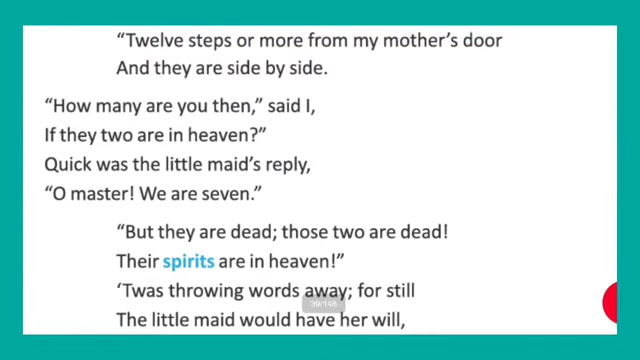 “Twelve steps or more from my mother’s door
And they are side by side.
“How many are you then,” said I,
If they two are in heaven?”
Quick was the little maid’s reply,
“O master! We are seven.”
“But they are dead; those two are dead!
Their spirits are in heaven!”
‘Twas throwing words away; for still
39/148
The little maid would have her will,